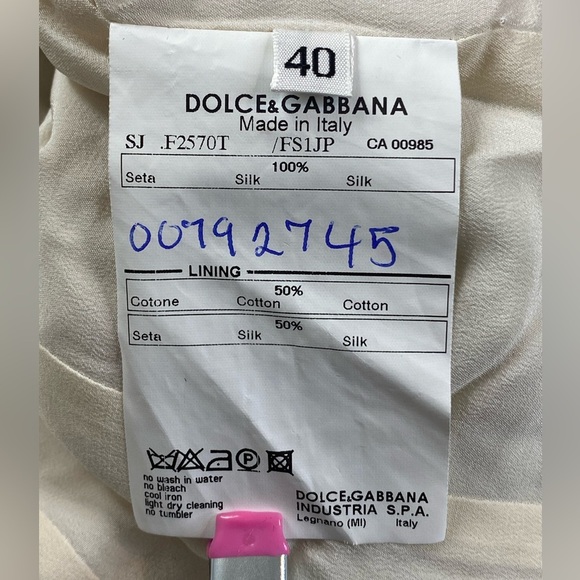 40
DOLCE&GABBANA
Made in Italy
SJ .F2570T /FS1JP CA 00985
100%
Seta Silk Silk
00792745
LINING
50%
Cotone Cotton Cotton
50%
Seta Silk Silk
P
no wash in water
no bleach
cool iron
light dry cleaning
no tumbler
DOLCE&GABBANA
INDUSTRIA S.P.A.
Legnano (MI) Italy